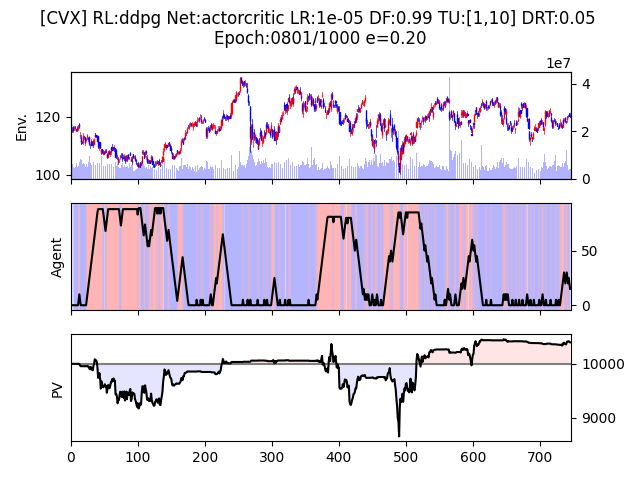 [CVX] RL:ddpg Net:actorcritic LR:1e-05 DF:0.99 TU:[1,10] DRT:0.05
Epoch:0801/1000 e=0.20
1e7
Env.
120
100
4
2
0
Agent
50
0
PV
10000
9000
0 100 200 300 400 500 600 700